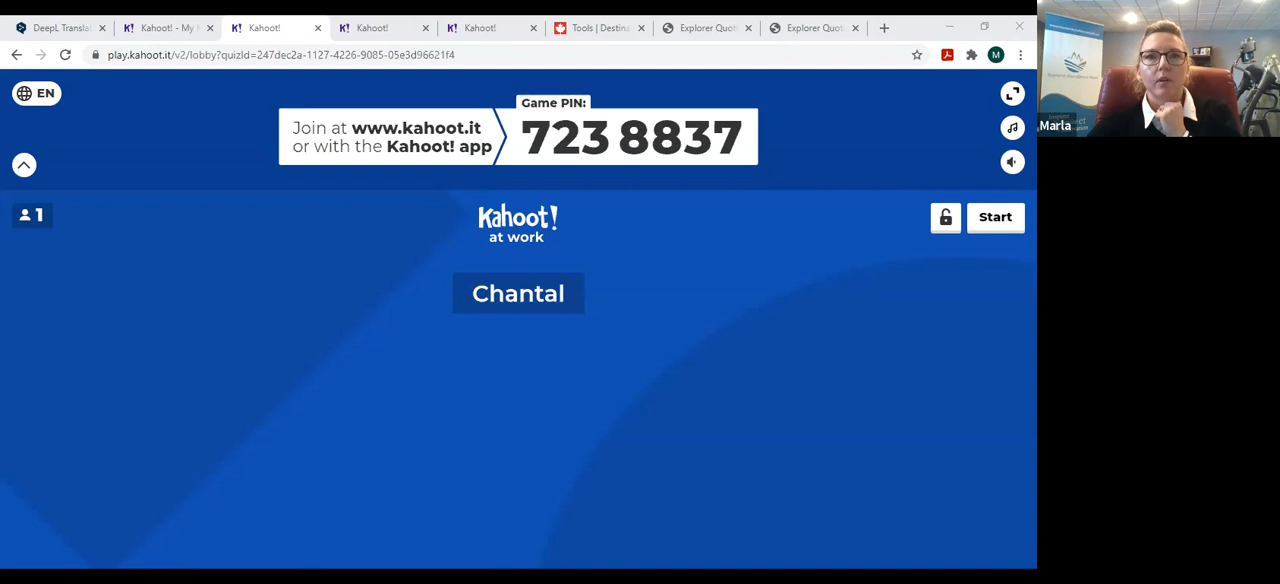 DeepL Translat
Kahoot! - My K
Kahoot!
Kahoot!
Kahoot!
Tools | Destina
Explorer Quoti
Explorer Quot
play.kahoot.it/v2/lobby?quizId=247dec2a-1127-4226-9085-05e3d96621f4
M
EN
Join at www.kahoot.it
or with the Kahoot! app
Game PIN:
723 8837
Marla
1
Kahoot!
at work
Start
Chantal